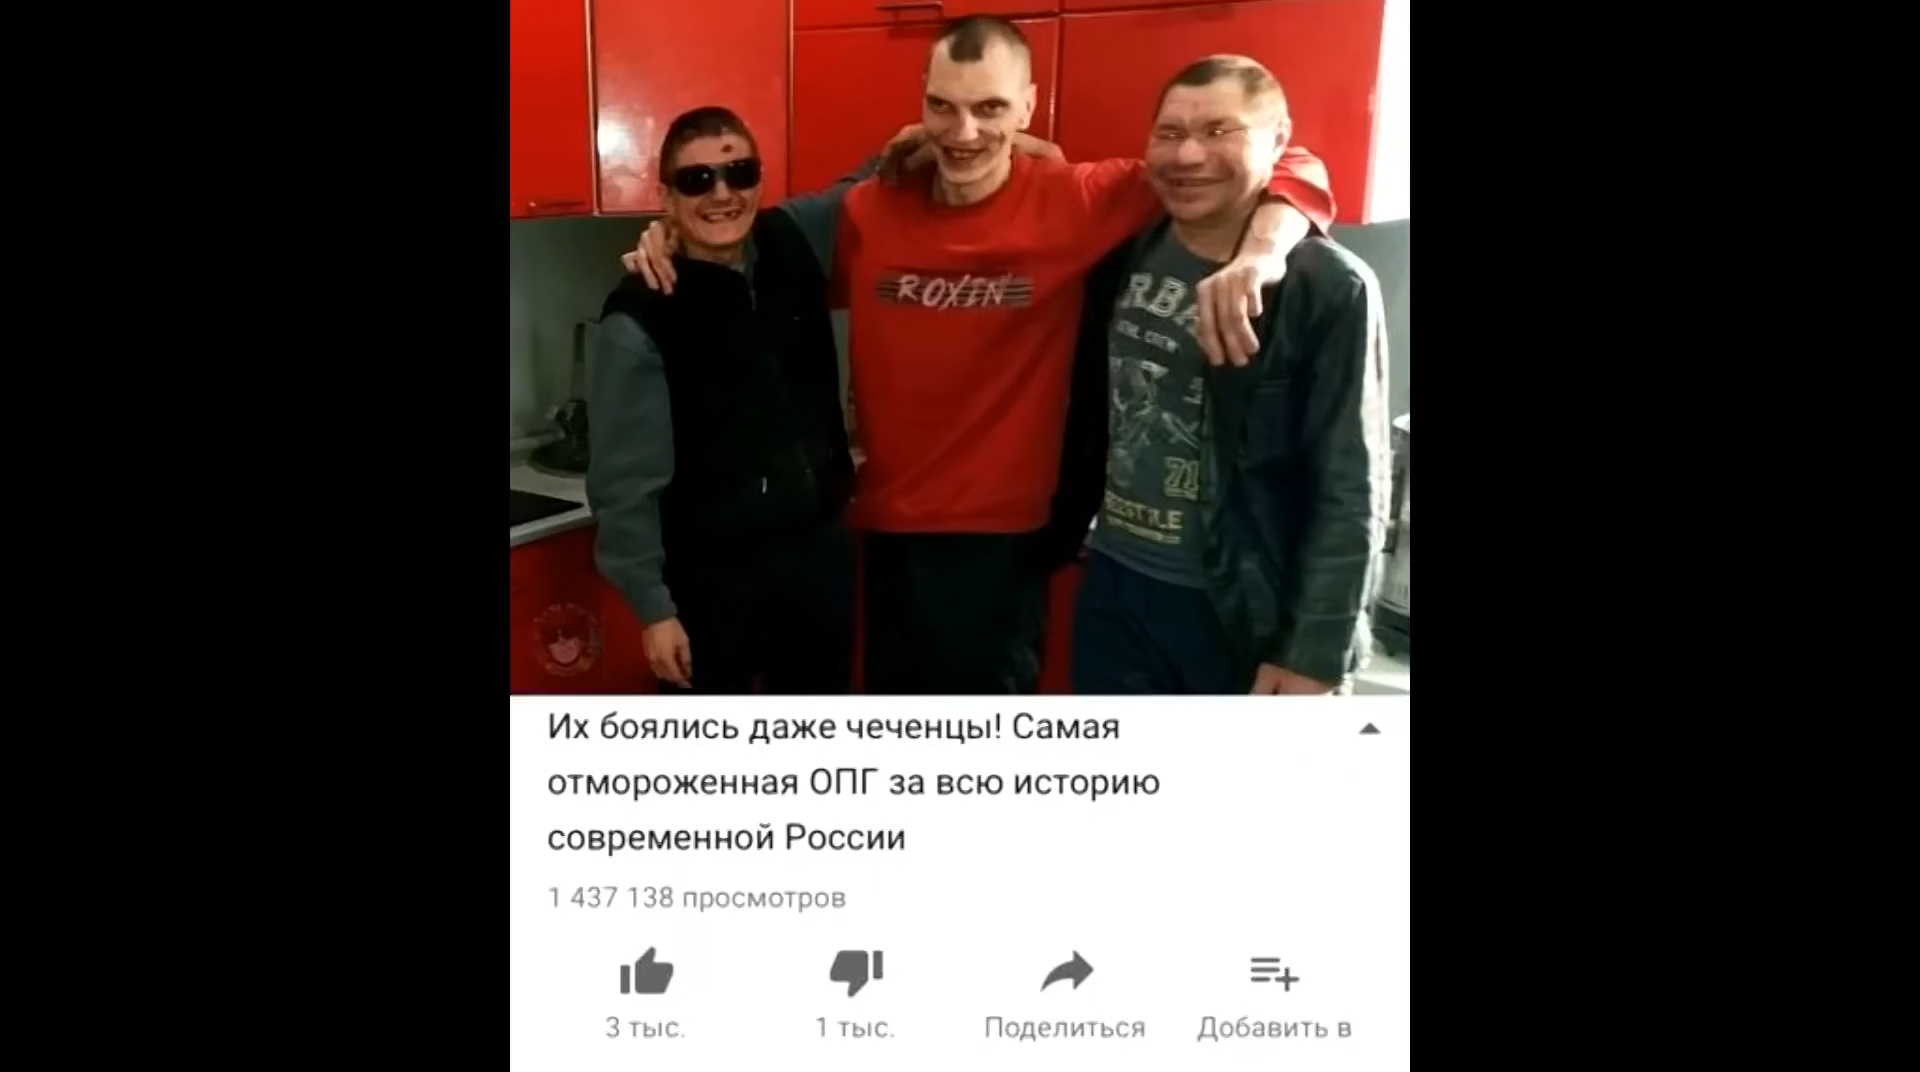 ROXIN
71
Их боялись даже чеченцы! Самая
отмороженная ОПГ за всю историю
современной России
1 437 138 просмотров
3 тыс.
1 тыс.
Поделиться
Добавить в